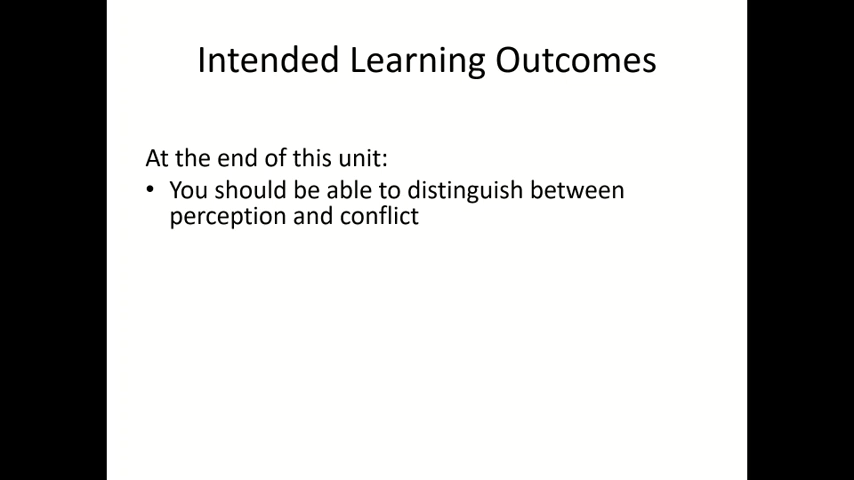 Intended Learning Outcomes
At the end of this unit:
• You should be able to distinguish between
perception and conflict